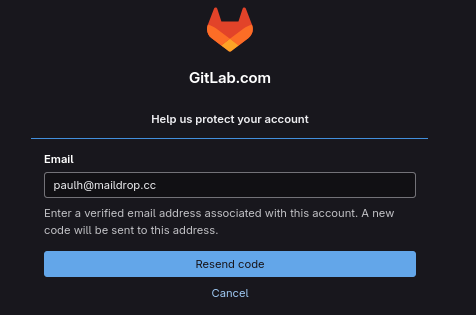 GitLab.com
Help us protect your account
Email
paulh@maildrop.cc
Enter a verified email address associated with this account. A new
code will be sent to this address.
Resend code
Cancel